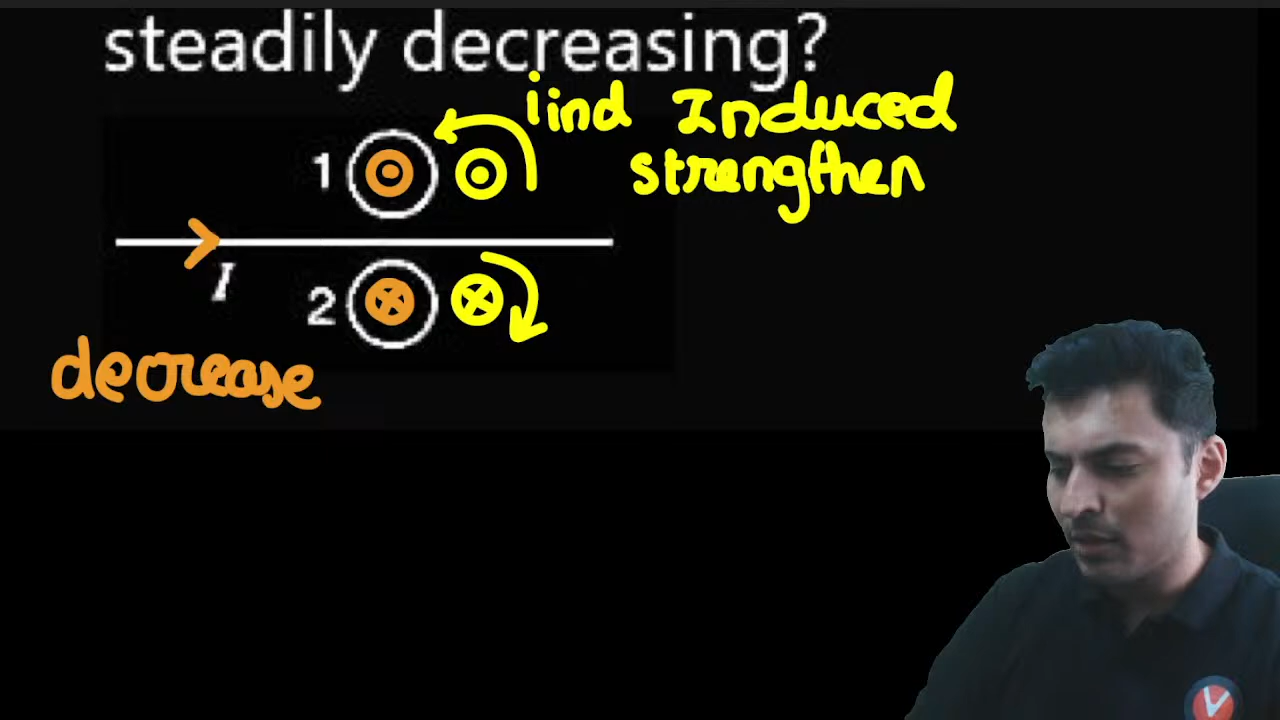 steadily decreasing?
iind Induced
strengthen
1
I
2
decrease